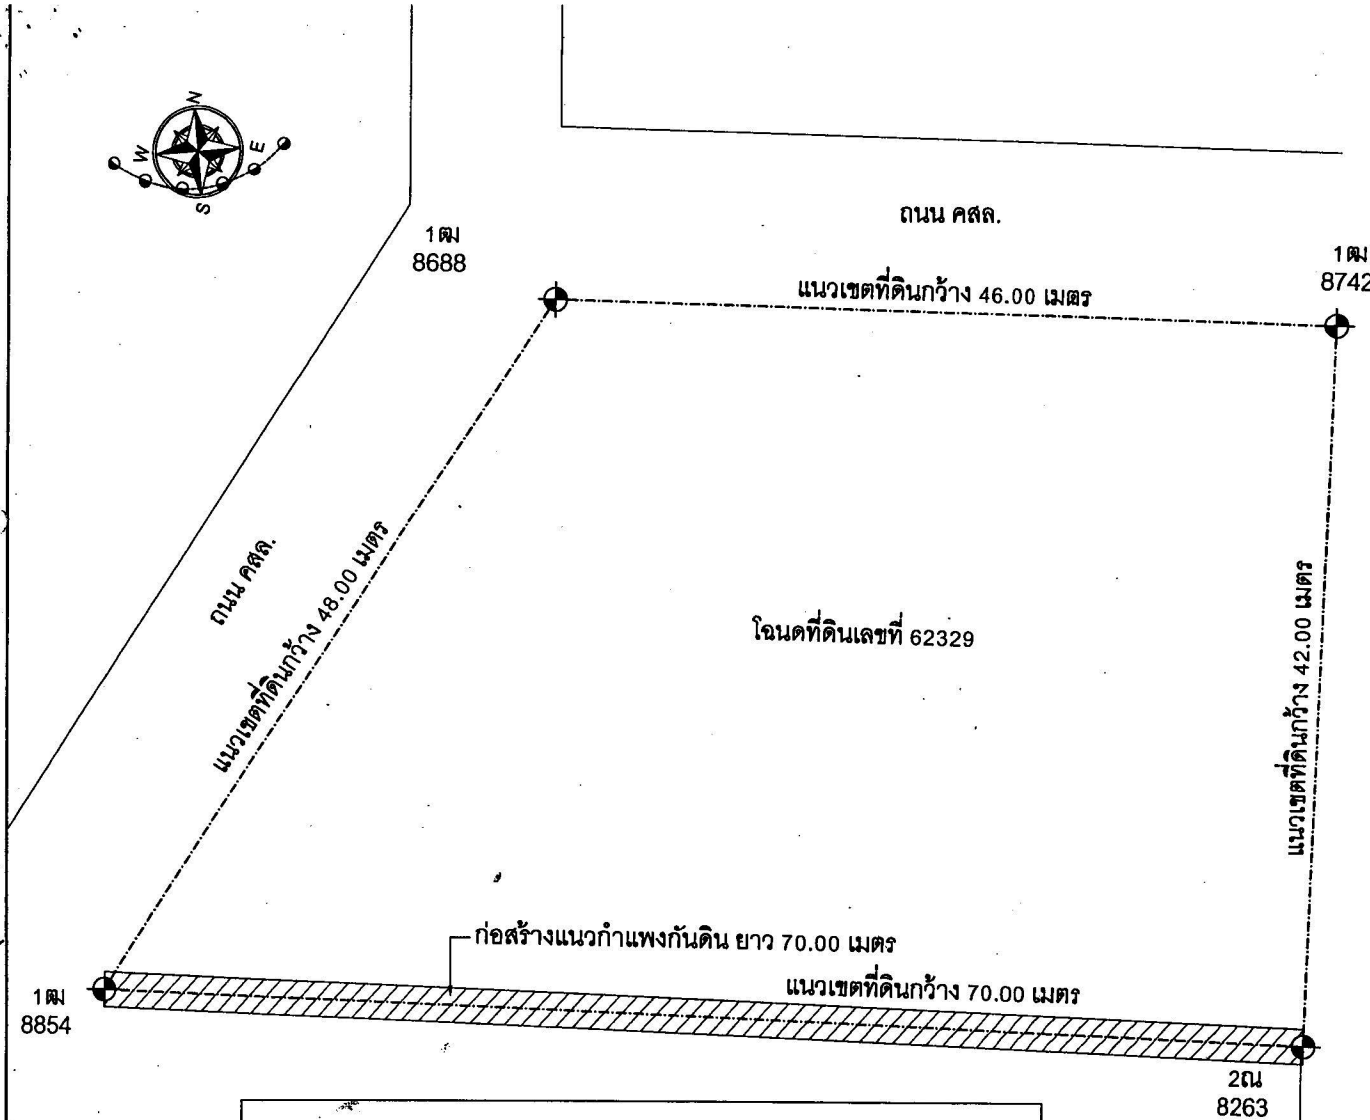 N
W
E
S
1ฒ
8688
ถนน คสล.
1ฒ
8742
แนวเขตที่ดินกว้าง 46.00 เมตร
ถนน คสล.
แนวเขตที่ดินกว้าง 48.00 เมตร
โฉนดที่ดินเลขที่ 62329
แนวเขตที่ดินกว้าง 42.00 เมตร
ก่อสร้างแนวกำแพงกันดิน ยาว 70.00 เมตร
แนวเขตที่ดินกว้าง 70.00 เมตร
1ฒ
8854
2ณ
8263